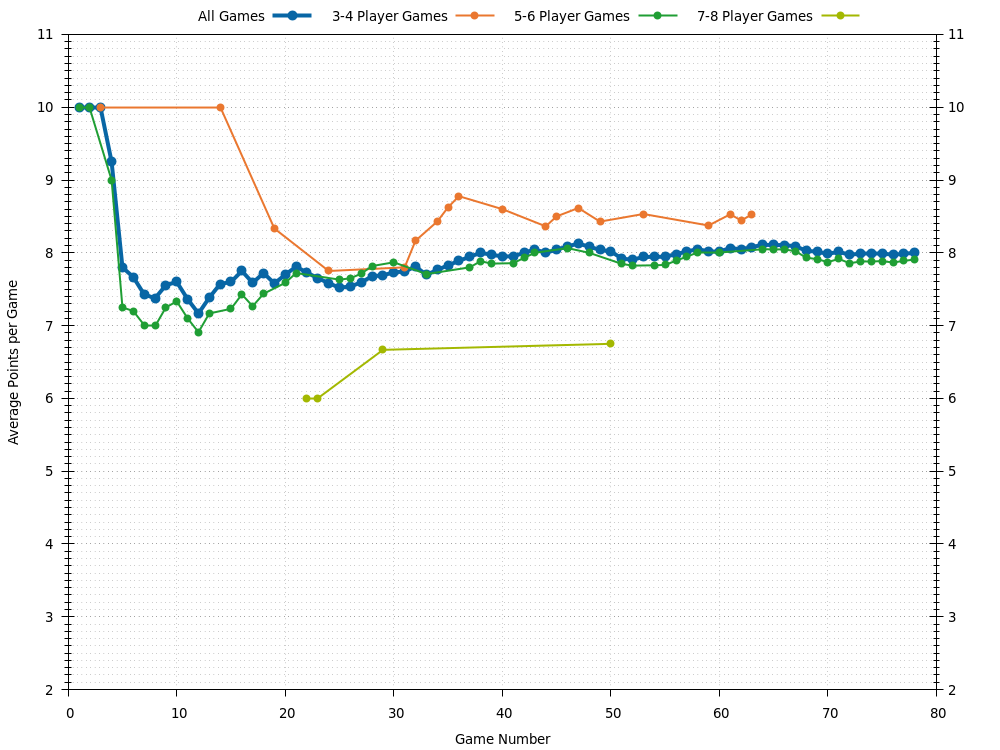 All Games 3-4 Player Games 5-6 Player Games 7-8 Player Games
11 11
10 10
9 9
8 8
7 7
6 6
5 5
4 4
3 3
2 2
Average Points per Game
0 10 20 30 40 50 60 70 80
Game Number